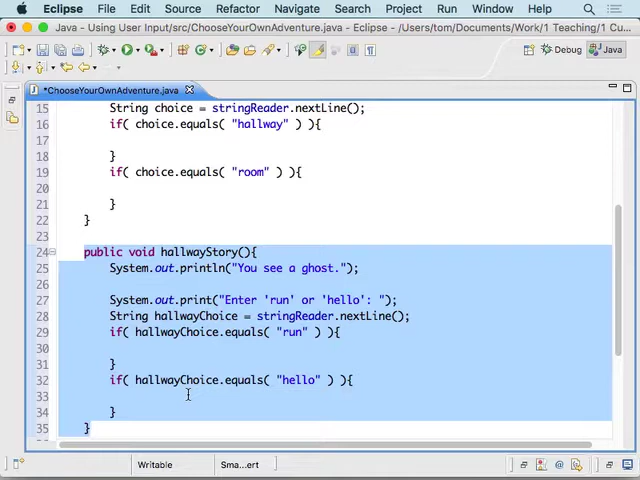 Eclipse File Edit Source Refactor Navigate Search Project Run Window Help
Java - Using User Input/src/ChooseYourOwnAdventure.java - Eclipse - /Users/tom/Documents/Work/1 Teaching/1 Cu...
Debug Java
*ChooseYourOwnAdventure.java
15 String choice = stringReader.nextLine();
16 if( choice.equals( "hallway" ) ){
17
18 }
19 if( choice.equals( "room" ) ){
20
21 }
22 }
23
24 public void hallwayStory(){
25 System.out.println("You see a ghost.");
26
27 System.out.print("Enter 'run' or 'hello': ");
28 String hallwayChoice = stringReader.nextLine();
29 if( hallwayChoice.equals( "run" ) ){
30
31 }
32 if( hallwayChoice.equals( "hello" ) ){
33
34 }
35 }
Writable Sma...ert